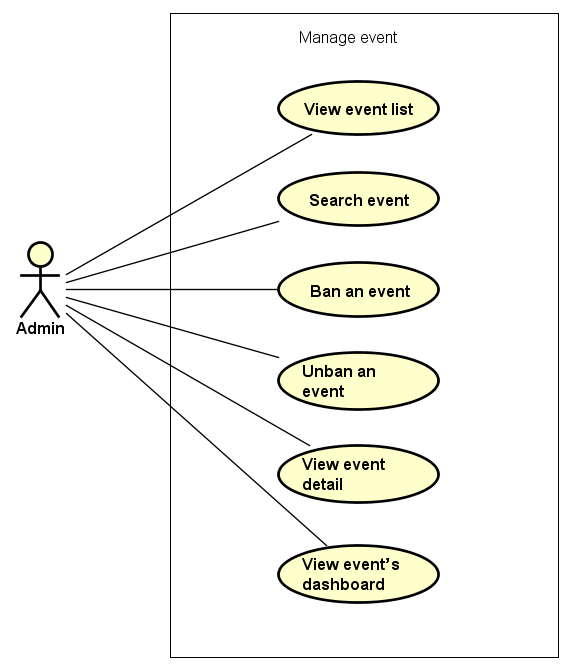 Manage event
View event list
Search event
Ban an event
Admin
Unban an
event
View event
detail
View event's
dashboard